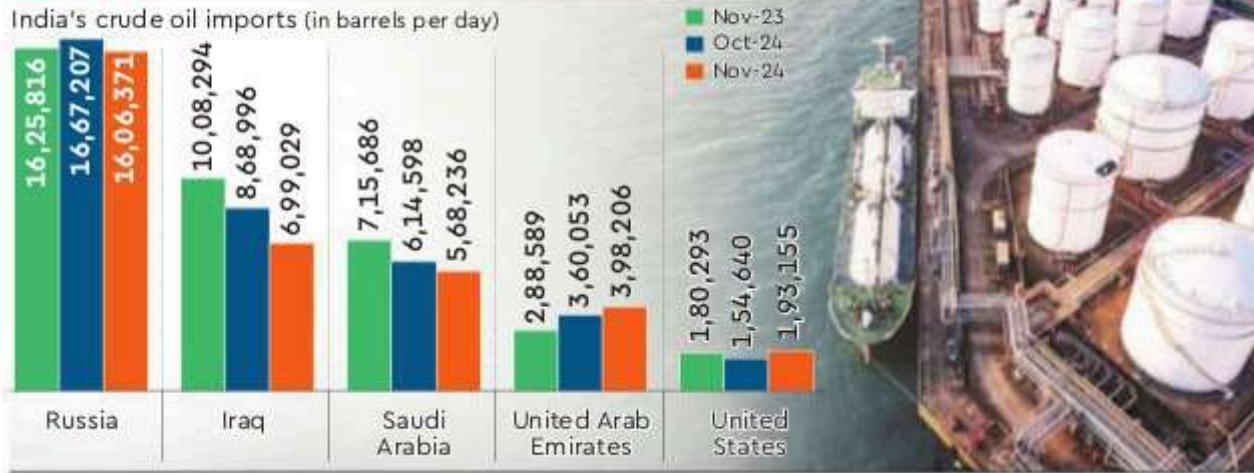 India's crude oil imports (in barrels per day)
Nov-23
Oct-24
Nov-24
16,25,816
16,67,207
16,06,371
10,08,294
8,68,996
6,99,029
7,15,686
6,14,598
5,68,236
2,88,589
3,60,053
3,98,206
1,80,293
1,54,640
1,93,155
Russia
Iraq
Saudi
Arabia
United Arab
Emirates
United
States